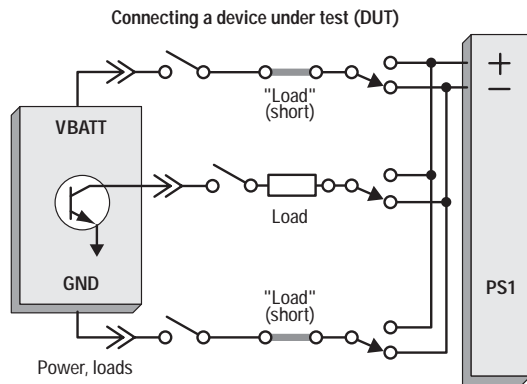 Connecting a device under test (DUT)
+
−
"Load"
(short)
VBATT
Load
GND
"Load"
(short)
PS1
Power, loads